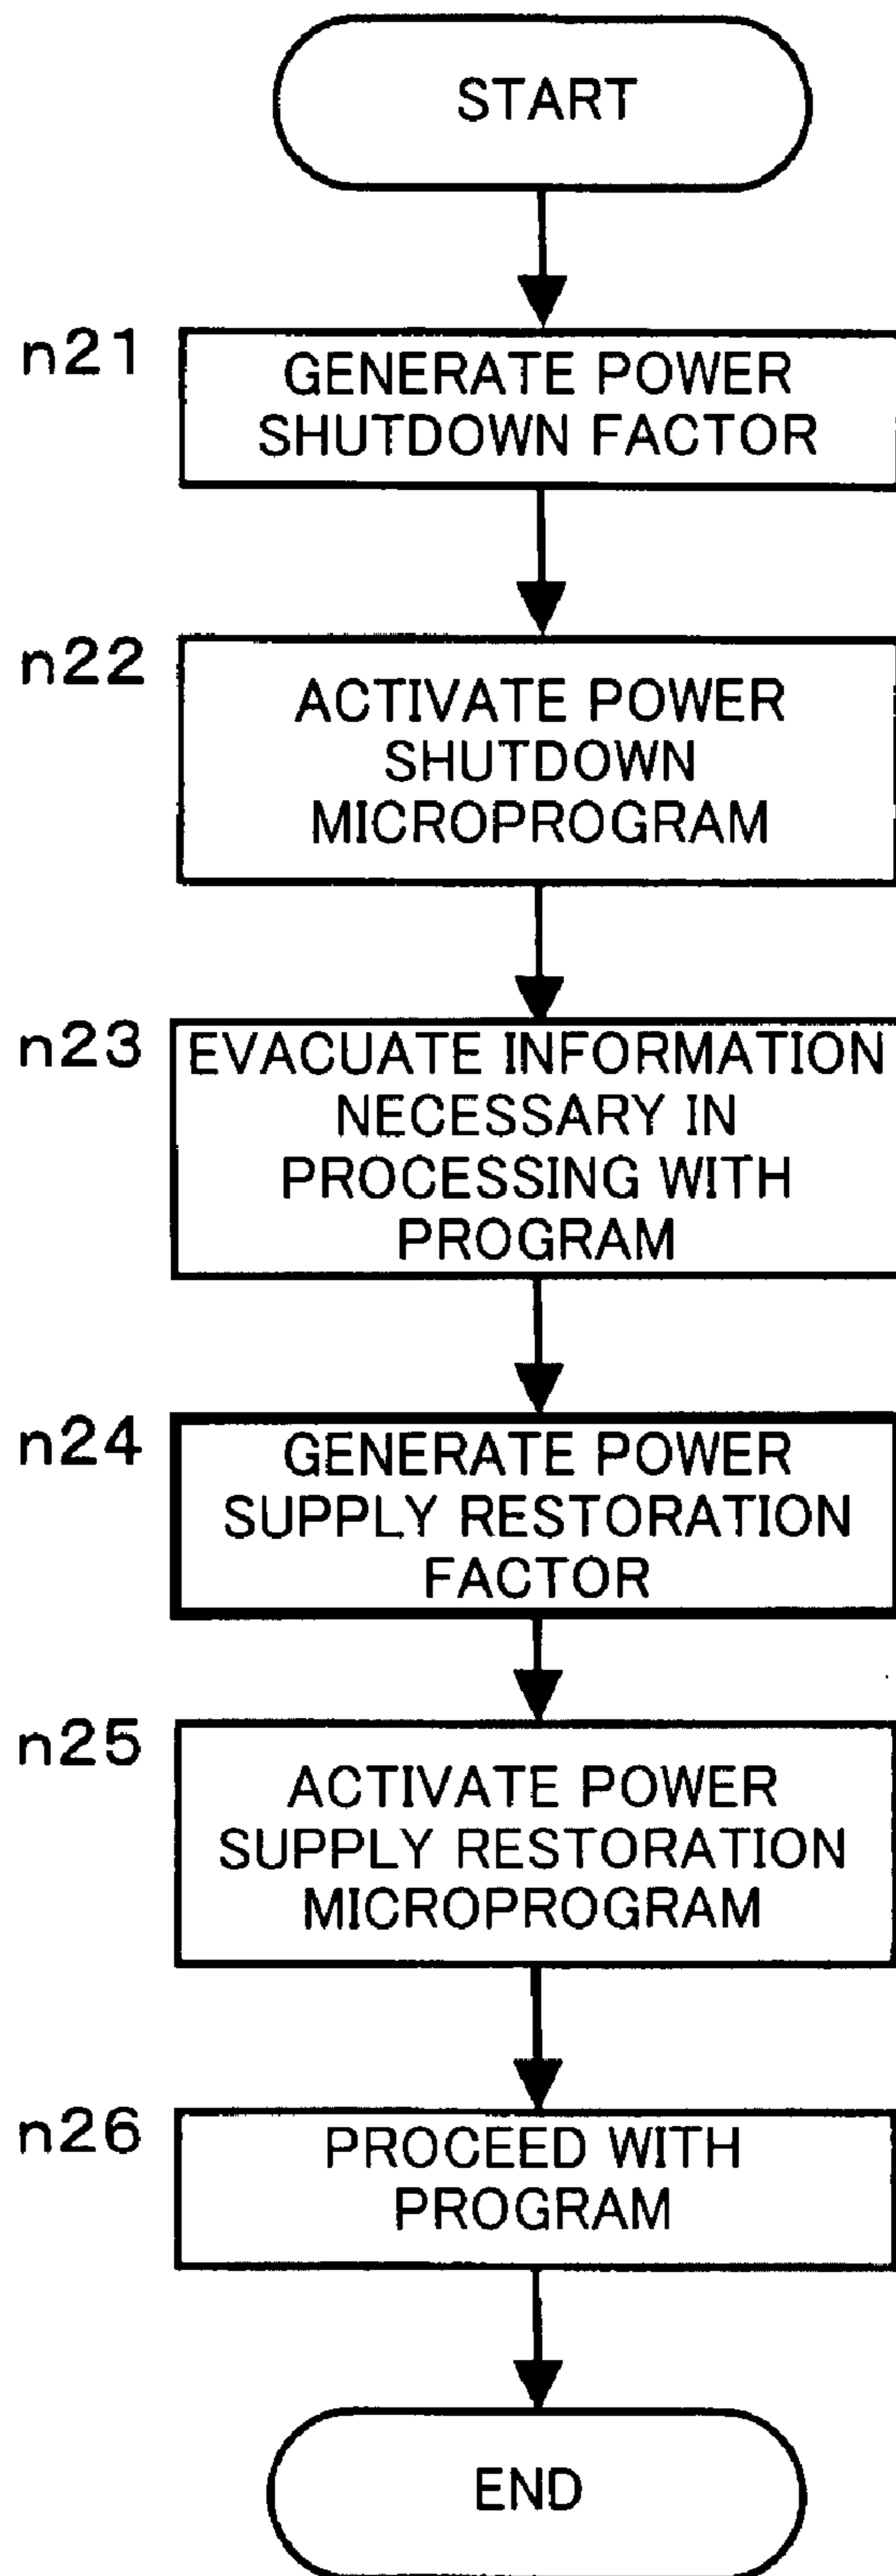 START
n21
GENERATE POWER
SHUTDOWN FACTOR
n22
ACTIVATE POWER
SHUTDOWN
MICROPROGRAM
n23
EVACUATE INFORMATION
NECESSARY IN
PROCESSING WITH
PROGRAM
n24
GENERATE POWER
SUPPLY RESTORATION
FACTOR
n25
ACTIVATE POWER
SUPPLY RESTORATION
MICROPROGRAM
n26
PROCEED WITH
PROGRAM
END